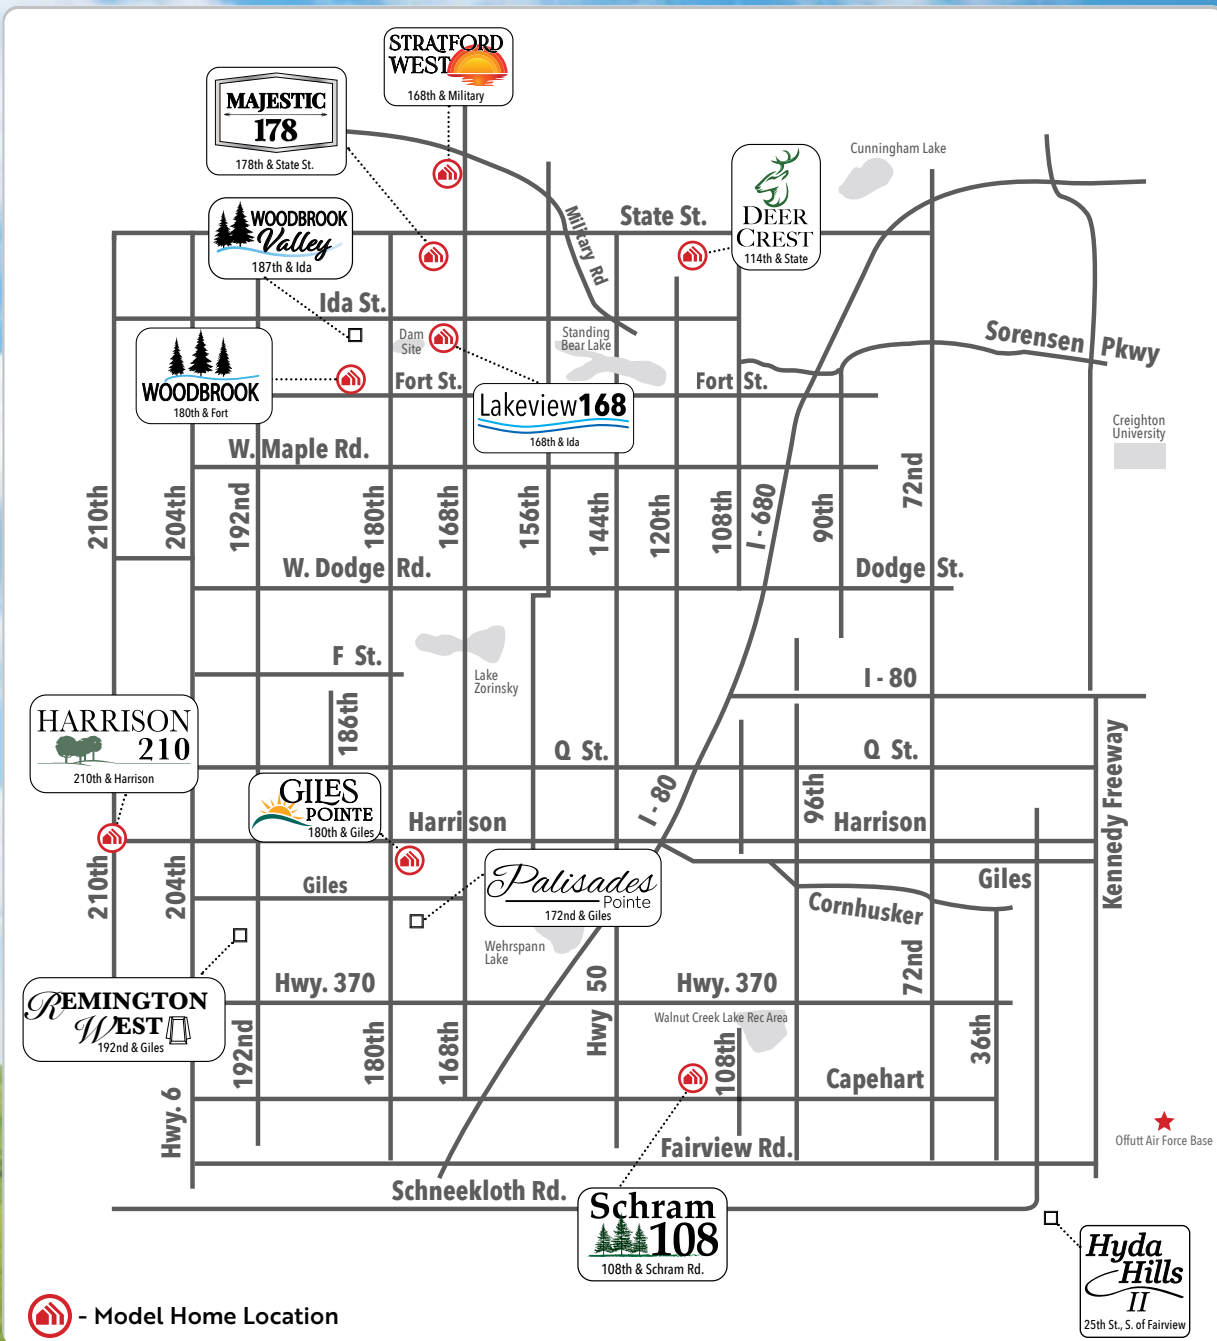 STRATFORD
WEST
168th & Military
MAJESTIC
178
178th & State St.
Cunningham Lake
DEER
CREST
114th & State
WOODBROOK
Valley
187th & Ida
State St.
Military Rd
Ida St.
Dam
Site
Standing
Bear Lake
Sorensen Pkwy
WOODBROOK
180th & Fort
Fort St.
Fort St.
Lakeview168
168th & Ida
Creighton
University
W. Maple Rd.
210th
204th
192nd
180th
168th
156th
144th
120th
108th
I - 680
90th
72nd
W. Dodge Rd.
Dodge St.
F St.
Lake
Zorinsky
I - 80
HARRISON
210
210th & Harrison
186th
Q St.
Q St.
GILES
POINTE
180th & Giles
I - 80
96th
Kennedy Freeway
Harrison
Harrison
210th
204th
Giles
Palisades
Pointe
172nd & Giles
Giles
Cornhusker
Wehrspann
Lake
REMINGTON
WEST
192nd & Giles
Hwy. 370
Hwy 50
Hwy. 370
72nd
Walnut Creek Lake Rec Area
192nd
180th
168th
108th
36th
Hwy. 6
Capehart
Offutt Air Force Base
Fairview Rd.
Schneekloth Rd.
Schram
108
108th & Schram Rd.
Hyda
Hills
II
25th St., S. of Fairview
- Model Home Location